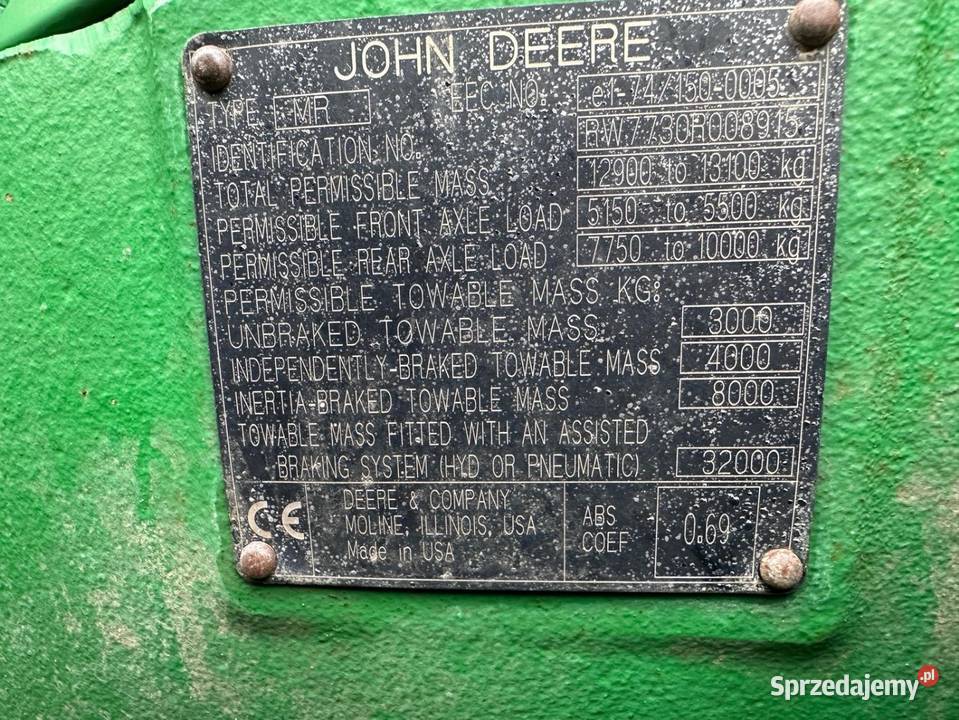 JOHN DEERE
TYPE MR EEC NO. e1-74/150-0005
IDENTIFICATION NO. RW7730R008915
TOTAL PERMISSIBLE MASS 12900 to 13100 kg
PERMISSIBLE FRONT AXLE LOAD 5150 to 5500 kg
PERMISSIBLE REAR AXLE LOAD 7750 to 10000 kg
PERMISSIBLE TOWABLE MASS KG:
UNBRAKED TOWABLE MASS 3000
INDEPENDENTLY-BRAKED TOWABLE MASS 4000
INERTIA-BRAKED TOWABLE MASS 8000
TOWABLE MASS FITTED WITH AN ASSISTED
BRAKING SYSTEM (HYD OR PNEUMATIC) 32000
CE
DEERE & COMPANY
MOLINE, ILLINOIS, USA
Made in USA
ABS
COEF
0.69
Sprzedajemy.pl